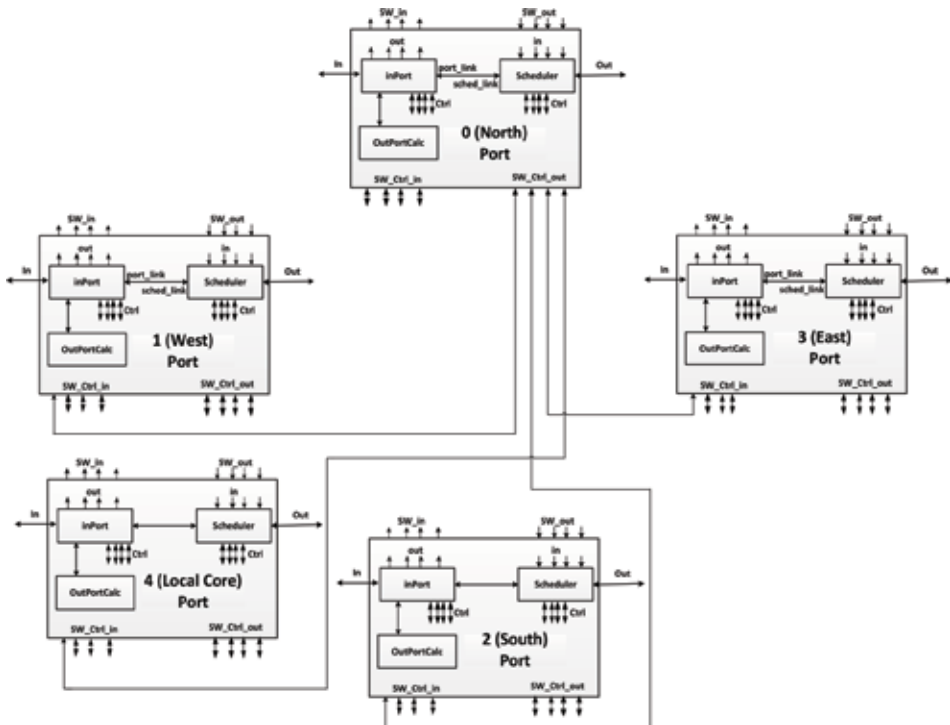 SW_in
SW_out
out
in
In
inPort
port_link
sched_link
Scheduler
Out
Ctrl
Ctrl
OutPortCalc
0 (North)
Port
SW_Ctrl_in
SW_Ctrl_out
SW_in
SW_out
out
in
In
inPort
port_link
sched_link
Scheduler
Out
Ctrl
Ctrl
OutPortCalc
1 (West)
Port
SW_Ctrl_in
SW_Ctrl_out
SW_in
SW_out
out
in
In
inPort
port_link
sched_link
Scheduler
Out
Ctrl
Ctrl
OutPortCalc
3 (East)
Port
SW_Ctrl_in
SW_Ctrl_out
SW_in
SW_out
out
in
In
inPort
Scheduler
Out
Ctrl
Ctrl
OutPortCalc
4 (Local Core)
Port
SW_Ctrl_in
SW_Ctrl_out
SW_in
SW_out
out
in
In
inPort
Scheduler
Out
Ctrl
Ctrl
OutPortCalc
2 (South)
Port
SW_Ctrl_in
SW_Ctrl_out